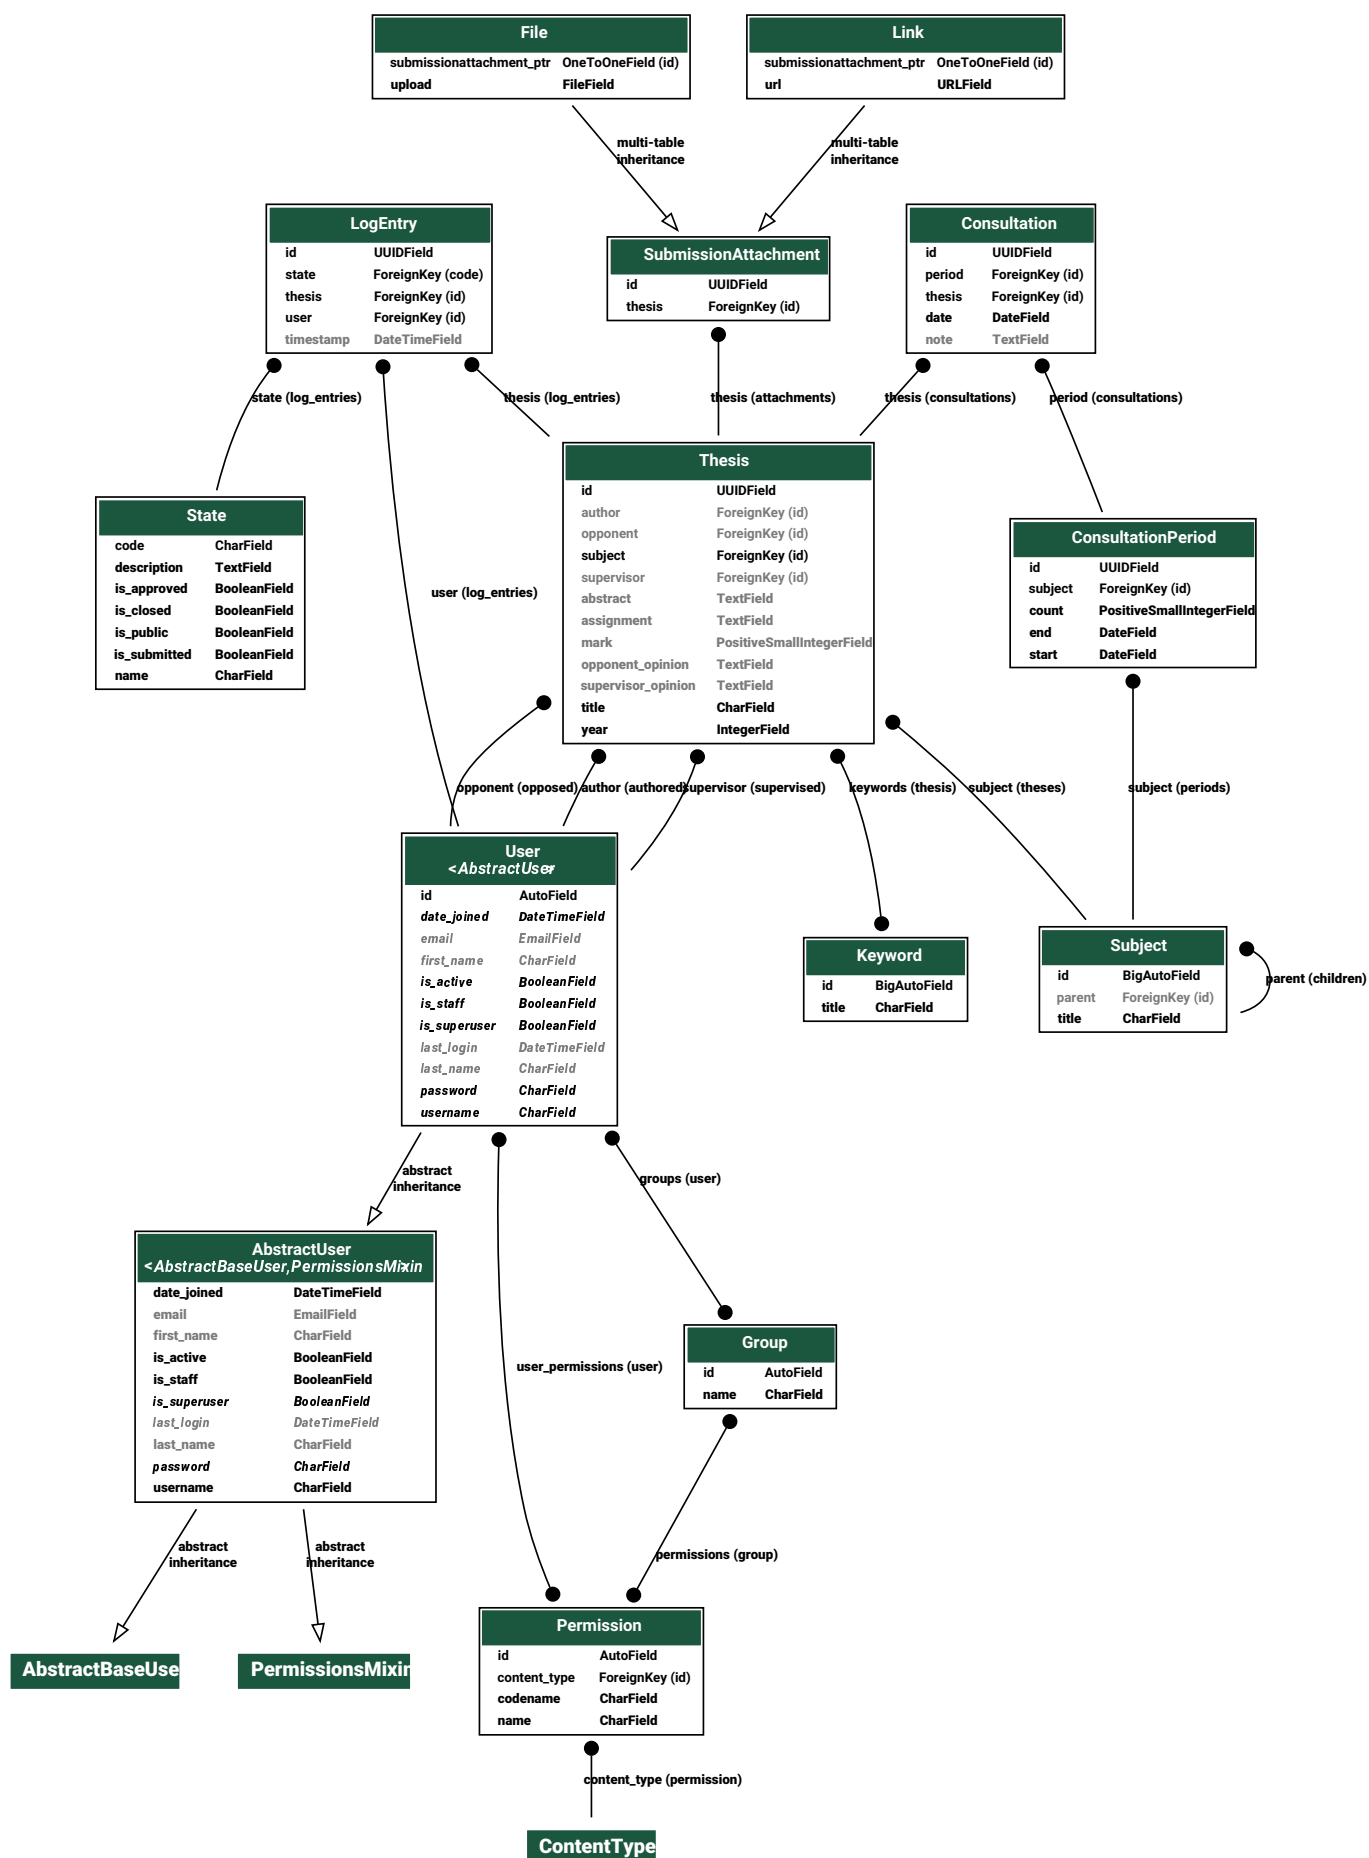 File
submissionattachment_ptr OneToOneField (id)
upload FileField
Link
submissionattachment_ptr OneToOneField (id)
url URLField
multi-table
inheritance
multi-table
inheritance
LogEntry
id UUIDField
state ForeignKey (code)
thesis ForeignKey (id)
user ForeignKey (id)
timestamp DateTimeField
SubmissionAttachment
id UUIDField
thesis ForeignKey (id)
Consultation
id UUIDField
period ForeignKey (id)
thesis ForeignKey (id)
date DateField
note TextField
state (log_entries)
thesis (log_entries)
thesis (attachments)
thesis (consultations)
period (consultations)
Thesis
id UUIDField
author ForeignKey (id)
opponent ForeignKey (id)
subject ForeignKey (id)
supervisor ForeignKey (id)
abstract TextField
assignment TextField
mark PositiveSmallIntegerField
opponent_opinion TextField
supervisor_opinion TextField
title CharField
year IntegerField
State
code CharField
description TextField
is_approved BooleanField
is_closed BooleanField
is_public BooleanField
is_submitted BooleanField
name CharField
ConsultationPeriod
id UUIDField
subject ForeignKey (id)
count PositiveSmallIntegerField
end DateField
start DateField
user (log_entries)
opponent (opposed)
author (authored)
supervisor (supervised)
keywords (thesis)
subject (theses)
subject (periods)
User
<AbstractUser>
id AutoField
date_joined DateTimeField
email EmailField
first_name CharField
is_active BooleanField
is_staff BooleanField
is_superuser BooleanField
last_login DateTimeField
last_name CharField
password CharField
username CharField
Keyword
id BigAutoField
title CharField
Subject
id BigAutoField
parent ForeignKey (id)
title CharField
parent (children)
abstract
inheritance
groups (user)
AbstractUser
<AbstractBaseUser,PermissionsMixin>
date_joined DateTimeField
email EmailField
first_name CharField
is_active BooleanField
is_staff BooleanField
is_superuser BooleanField
last_login DateTimeField
last_name CharField
password CharField
username CharField
user_permissions (user)
Group
id AutoField
name CharField
abstract
inheritance
abstract
inheritance
permissions (group)
AbstractBaseUse
PermissionsMixin
Permission
id AutoField
content_type ForeignKey (id)
codename CharField
name CharField
content_type (permission)
ContentType